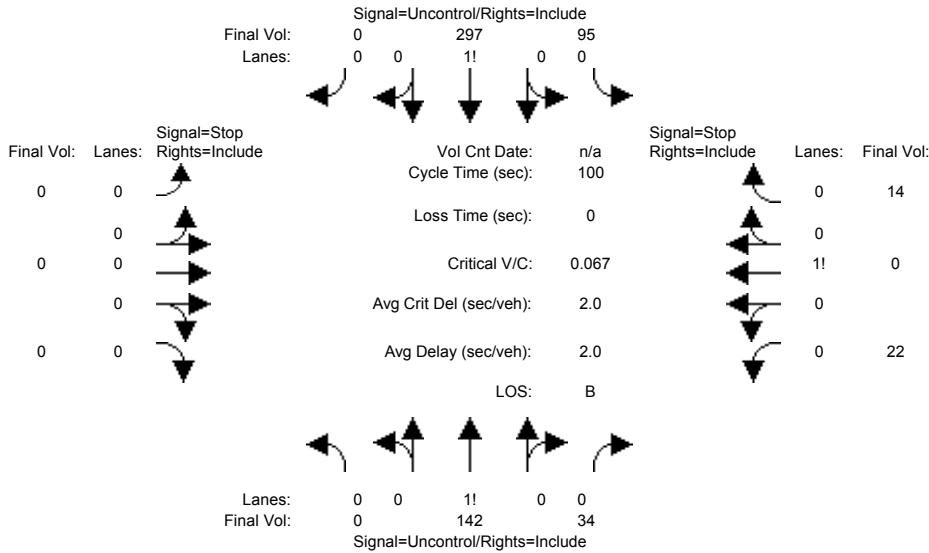 Signal=Uncontrol/Rights=Include
Final Vol: 0 297 95
Lanes: 0 0 1! 0 0
Signal=Stop Signal=Stop
Final Vol: Lanes: Rights=Include Vol Cnt Date: n/a Rights=Include Lanes: Final Vol:
Cycle Time (sec): 100
0 0 0 14
Loss Time (sec): 0
0 0
0 0 Critical V/C: 0.067 1! 0
0 Avg Crit Del (sec/veh): 2.0 0
0 0 Avg Delay (sec/veh): 2.0 0 22
LOS: B
Lanes: 0 0 1! 0 0
Final Vol: 0 142 34
Signal=Uncontrol/Rights=Include